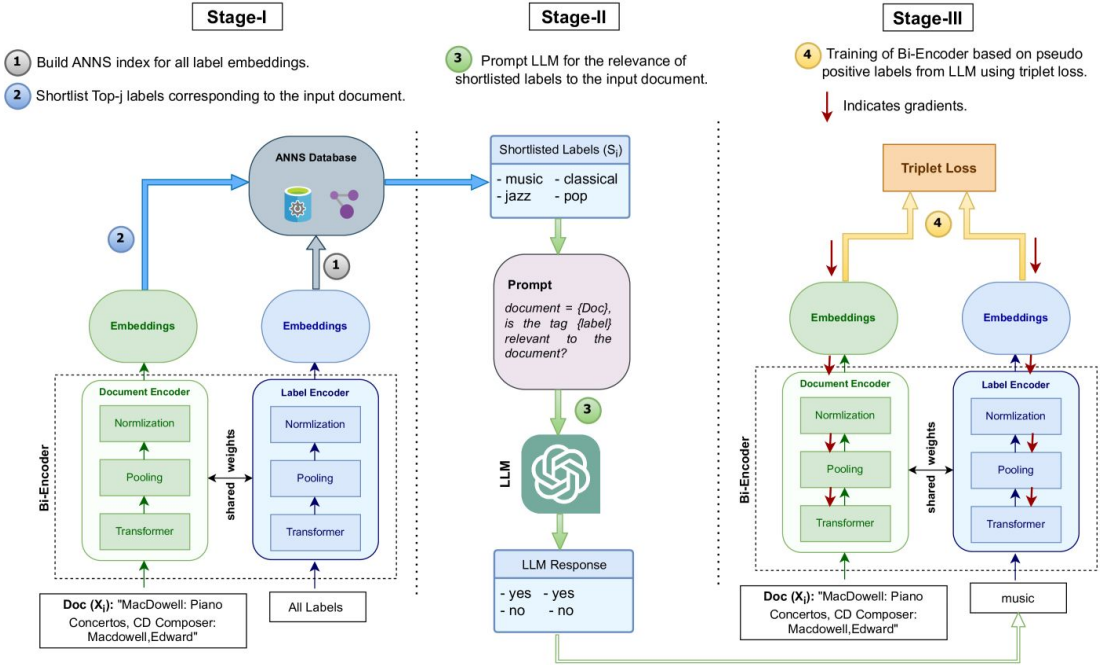 Stage-I
1 Build ANNS index for all label embeddings.
2 Shortlist Top-j labels corresponding to the input document.
ANNS Database
2
1
Embeddings
Embeddings
Bi-Encoder
Document Encoder
Normlization
Pooling
Transformer
shared weights
Label Encoder
Normlization
Pooling
Transformer
Doc (Xi): "MacDowell: Piano
Concertos, CD Composer:
Macdowell,Edward"
All Labels
Stage-II
3 Prompt LLM for the relevance of
shortlisted labels to the input document.
Shortlisted Labels (Si)
- music - classical
- jazz - pop
Prompt
document = {Doc},
is the tag {label}
relevant to the
document?
3
LLM
LLM Response
- yes - yes
- no - no
Stage-III
4 Training of Bi-Encoder based on pseudo
positive labels from LLM using triplet loss.
Indicates gradients.
Triplet Loss
4
Embeddings
Embeddings
Bi-Encoder
Document Encoder
Normlization
Pooling
Transformer
shared weights
Label Encoder
Normlization
Pooling
Transformer
Doc (Xi): "MacDowell: Piano
Concertos, CD Composer:
Macdowell,Edward"
music